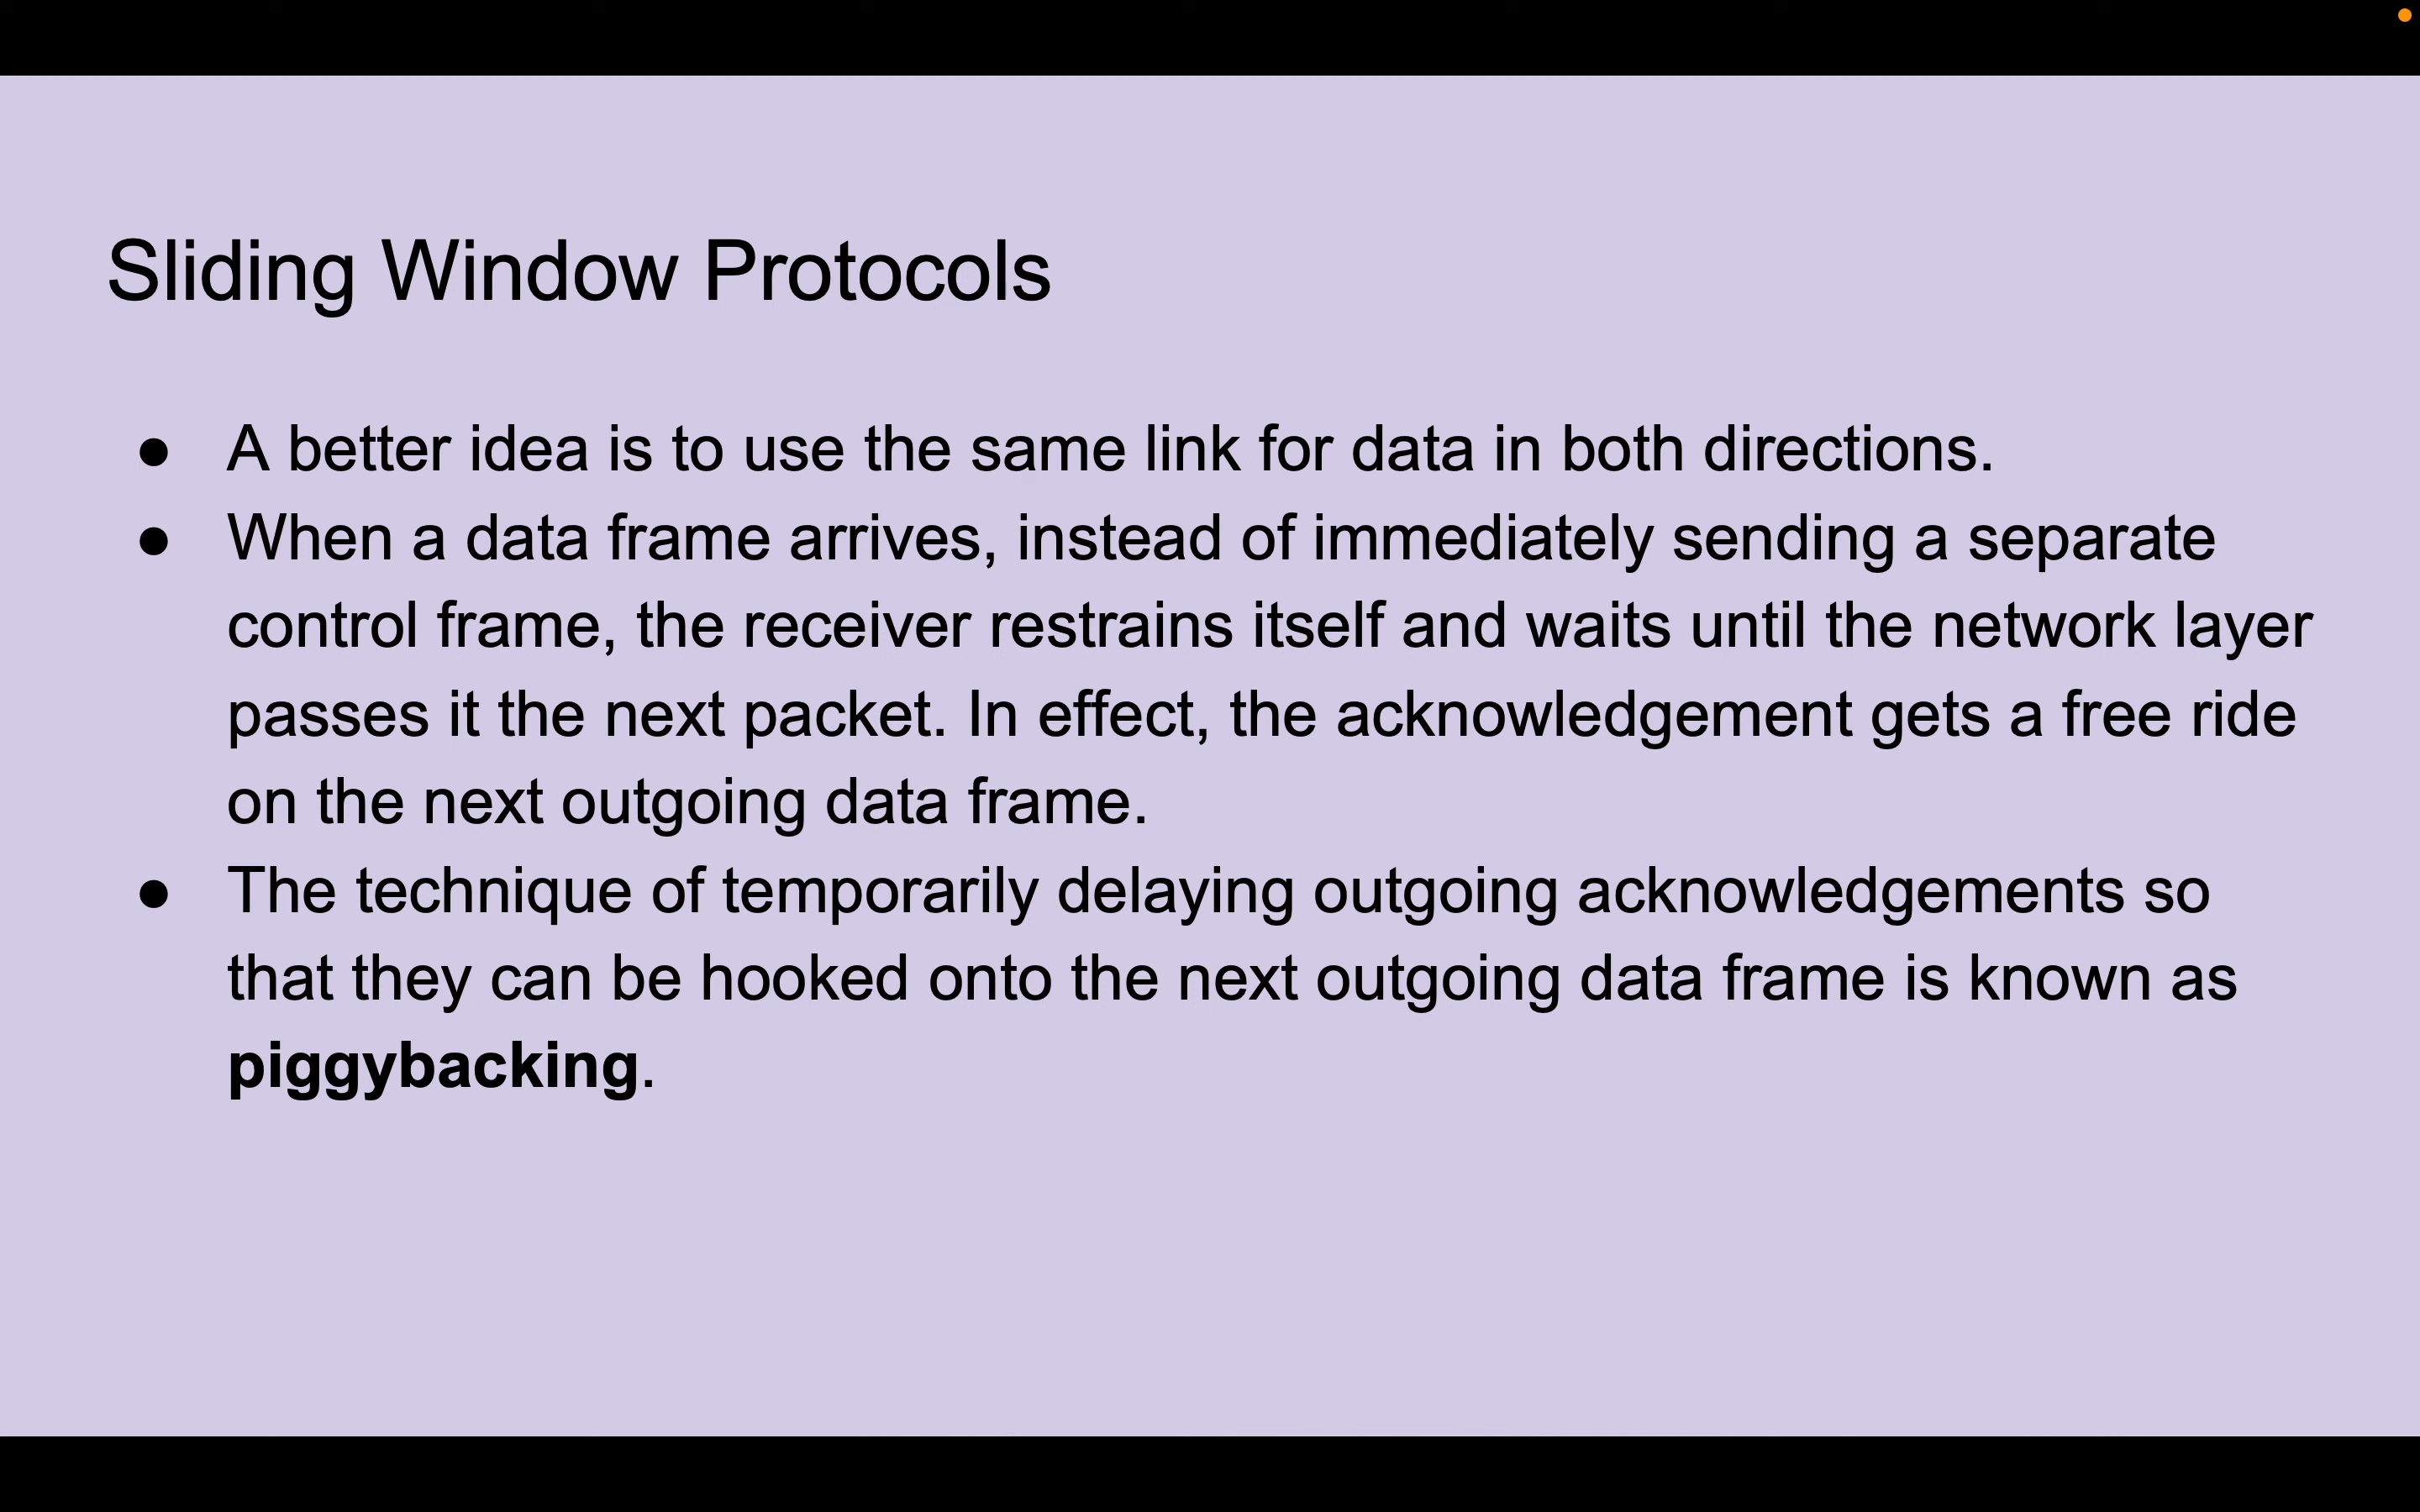 Sliding Window Protocols
● A better idea is to use the same link for data in both directions.
● When a data frame arrives, instead of immediately sending a separate
control frame, the receiver restrains itself and waits until the network layer
passes it the next packet. In effect, the acknowledgement gets a free ride
on the next outgoing data frame.
● The technique of temporarily delaying outgoing acknowledgements so
that they can be hooked onto the next outgoing data frame is known as
piggybacking.